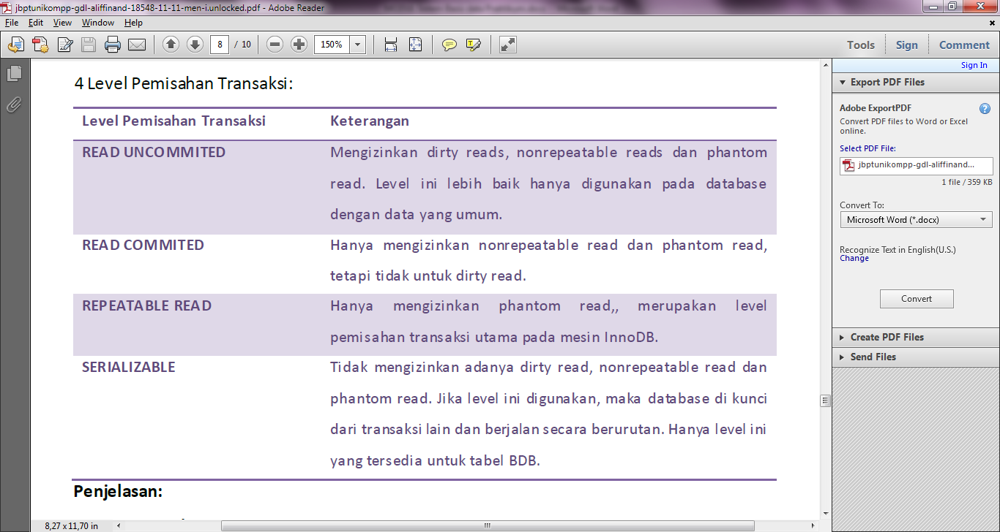 jbptunikompp-gdl-aliffinand-18548-11-11-men-i.unlocked.pdf - Adobe Reader
File Edit View Window Help
8 / 10 150% Tools Sign Comment
Sign In
4 Level Pemisahan Transaksi:
Level Pemisahan Transaksi Keterangan
READ UNCOMMITED Mengizinkan dirty reads, nonrepeatable reads dan phantom
read. Level ini lebih baik hanya digunakan pada database
dengan data yang umum.
READ COMMITED Hanya mengizinkan nonrepeatable read dan phantom read,
tetapi tidak untuk dirty read.
REPEATABLE READ Hanya mengizinkan phantom read,, merupakan level
pemisahan transaksi utama pada mesin InnoDB.
SERIALIZABLE Tidak mengizinkan adanya dirty read, nonrepeatable read dan
phantom read. Jika level ini digunakan, maka database di kunci
dari transaksi lain dan berjalan secara berurutan. Hanya level ini
yang tersedia untuk tabel BDB.
Penjelasan:
8,27 x 11,70 in
Export PDF Files
Adobe ExportPDF
Convert PDF files to Word or Excel
online.
Select PDF File:
jbptunikompp-gdl-aliffinand...
1 file / 359 KB
Convert To:
Microsoft Word (*.docx)
Recognize Text in English(U.S.)
Change
Convert
Create PDF Files
Send Files